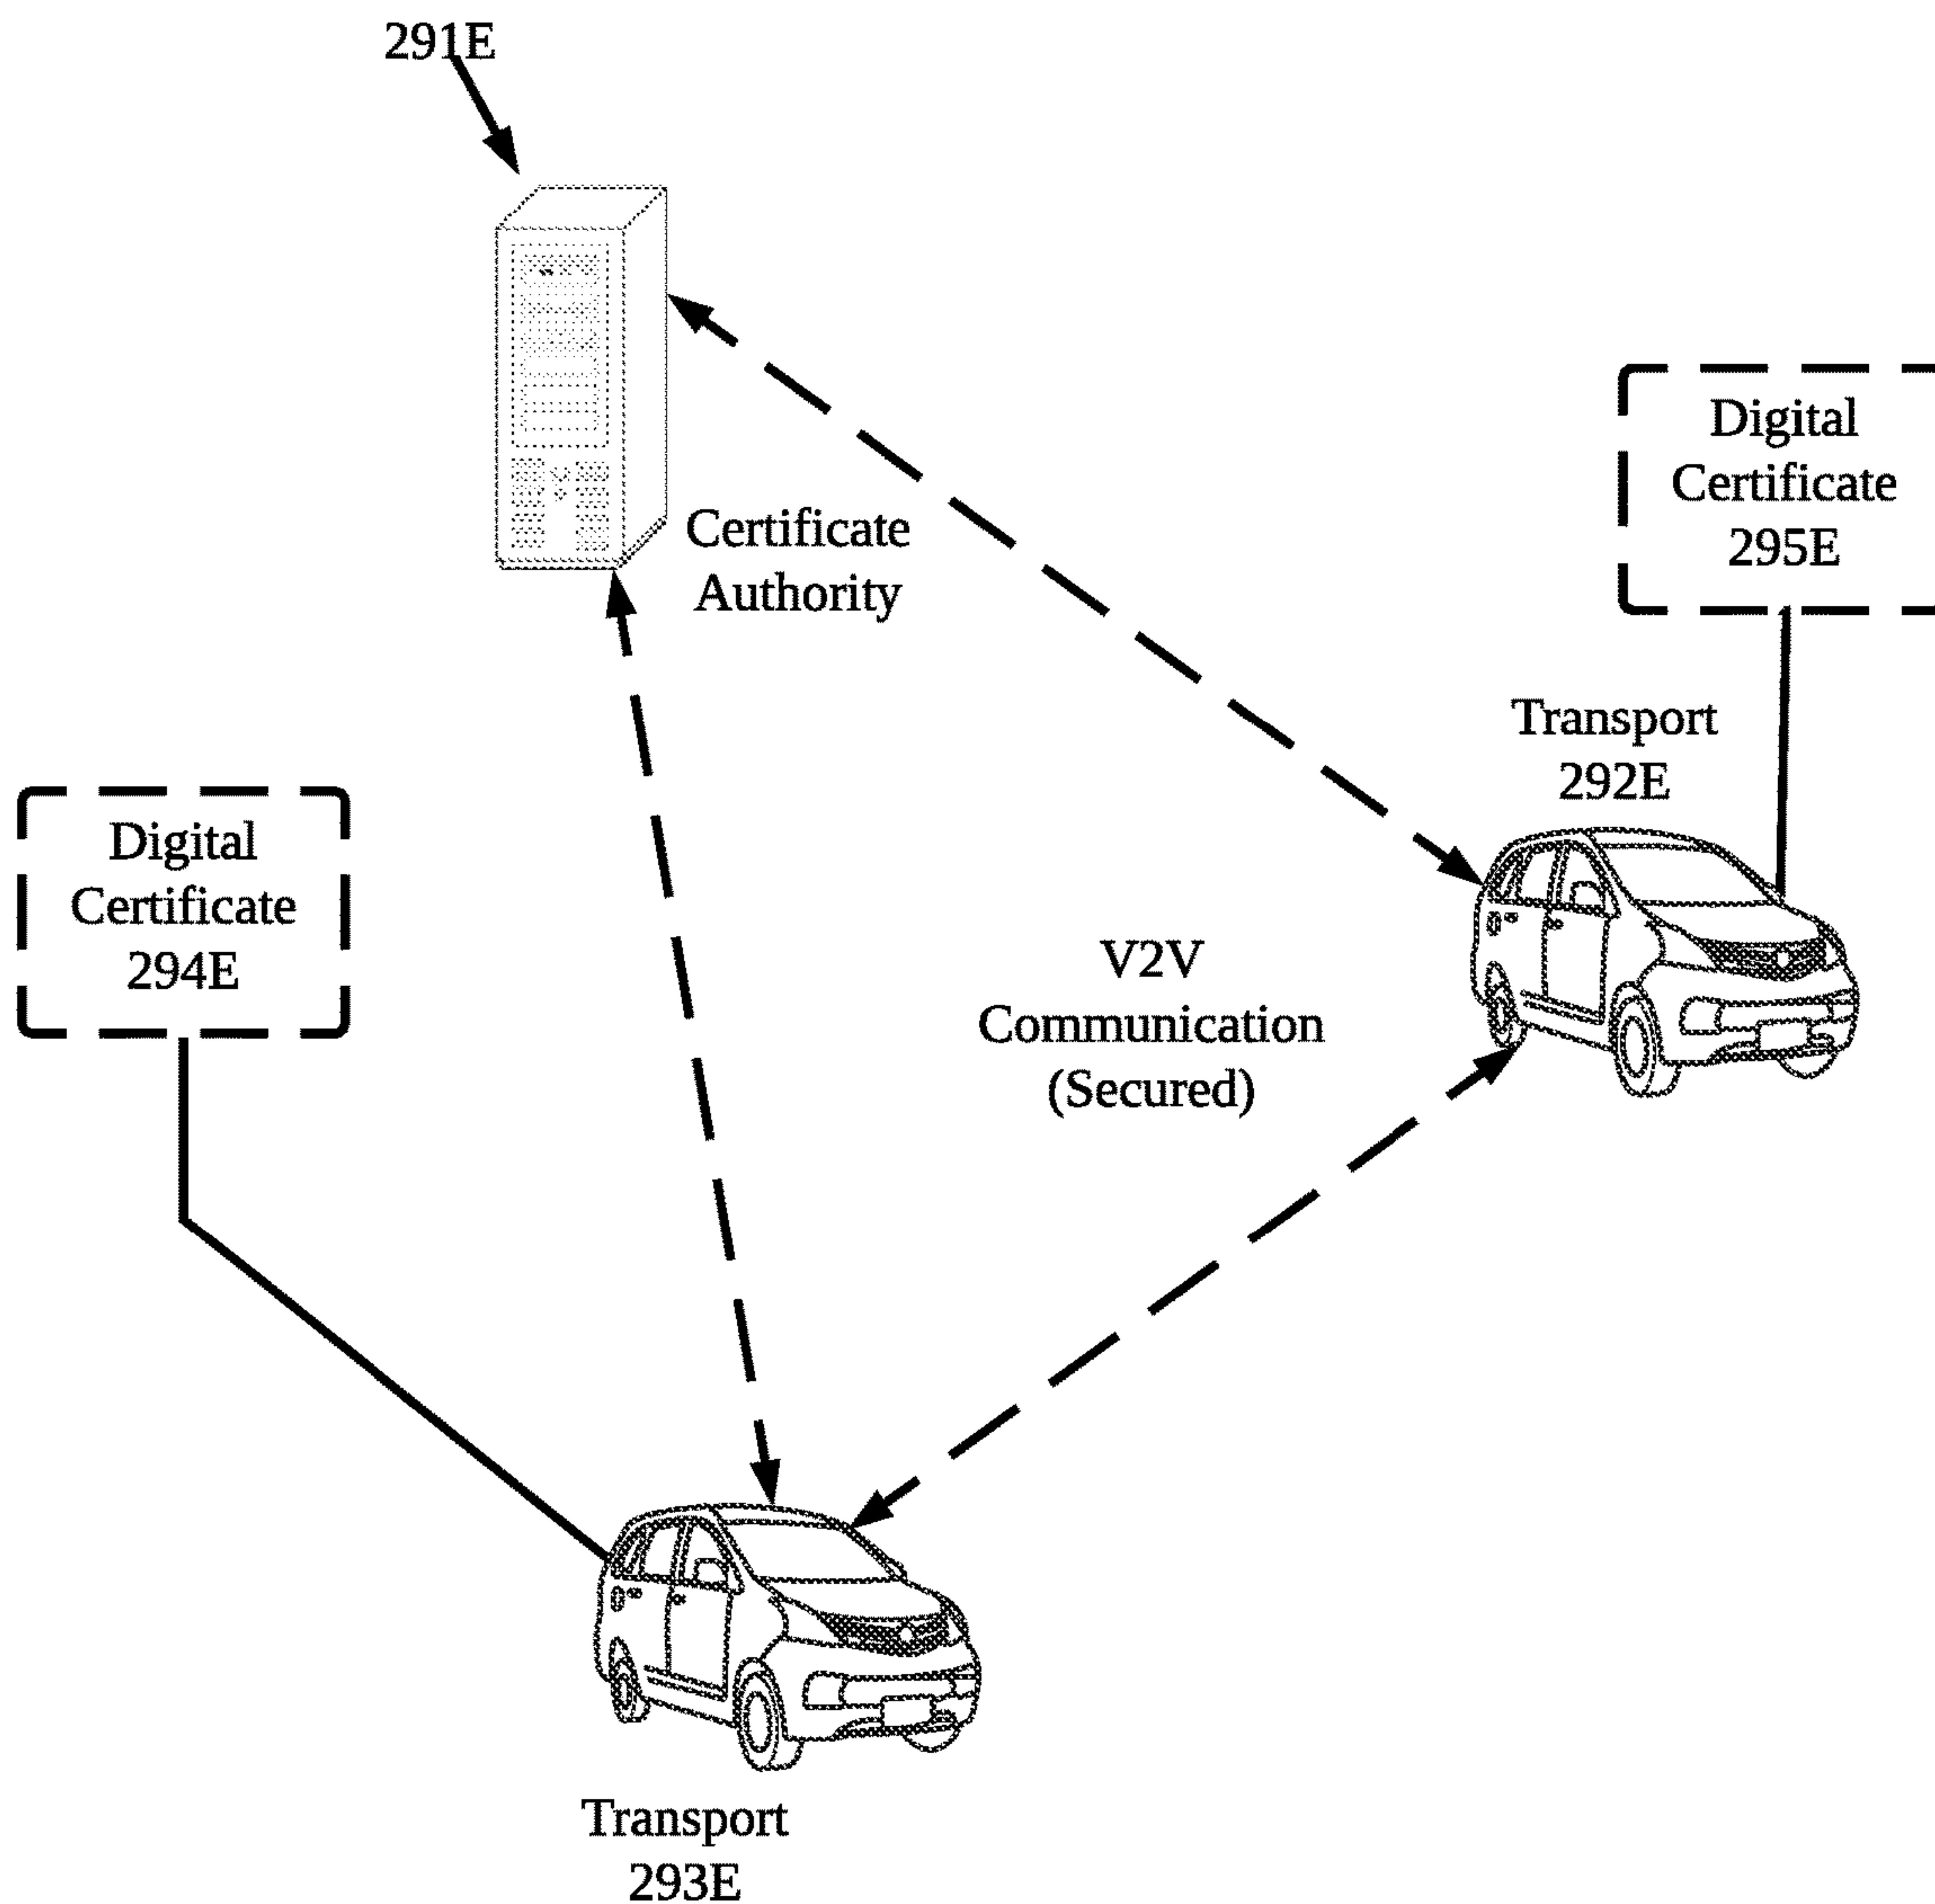 291E
Certificate
Authority
Digital
Certificate
295E
Transport
292E
Digital
Certificate
294E
V2V
Communication
(Secured)
Transport
293E